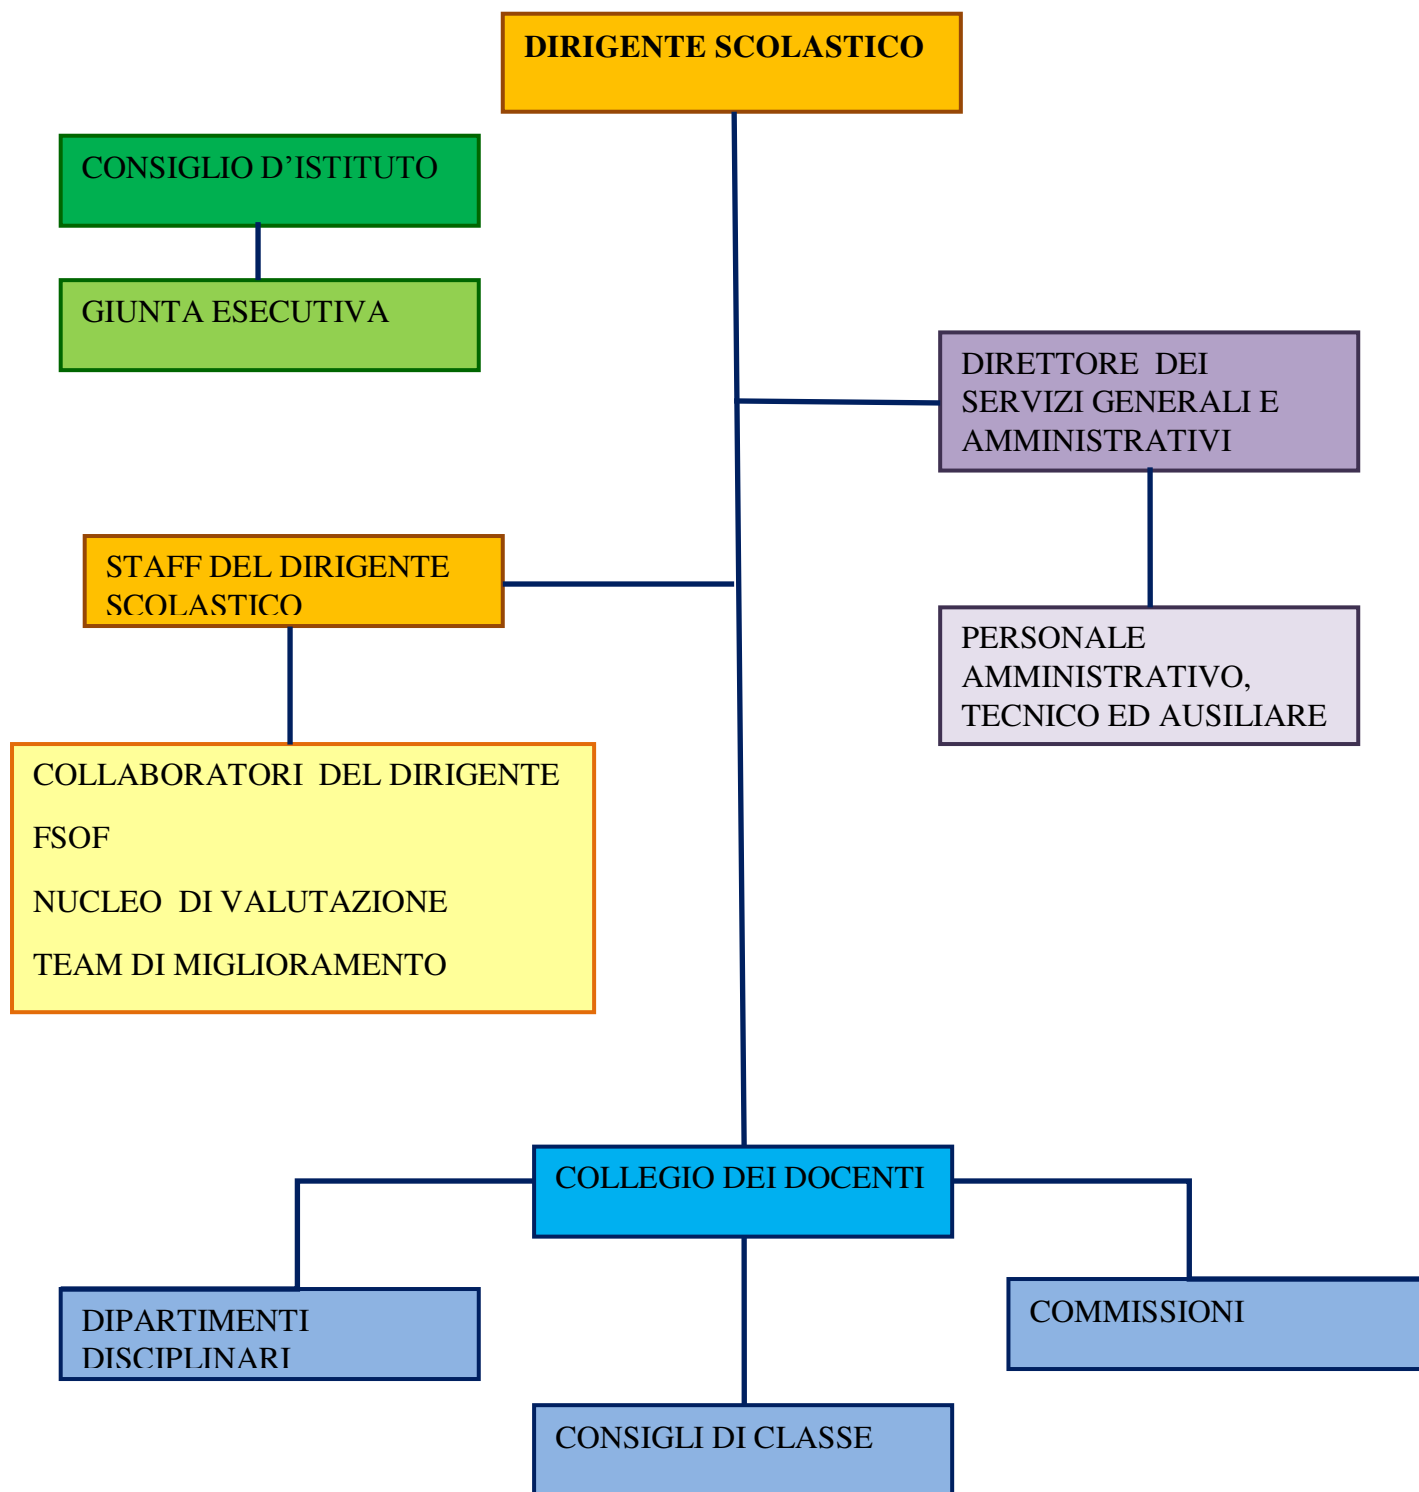 DIRIGENTE SCOLASTICO
CONSIGLIO D’ISTITUTO
GIUNTA ESECUTIVA
DIRETTORE DEI
SERVIZI GENERALI E
AMMINISTRATIVI
STAFF DEL DIRIGENTE
SCOLASTICO
PERSONALE
AMMINISTRATIVO,
TECNICO ED AUSILIARE
COLLABORATORI DEL DIRIGENTE
FSOF
NUCLEO DI VALUTAZIONE
TEAM DI MIGLIORAMENTO
COLLEGIO DEI DOCENTI
DIPARTIMENTI
DISCIPLINARI
COMMISSIONI
CONSIGLI DI CLASSE